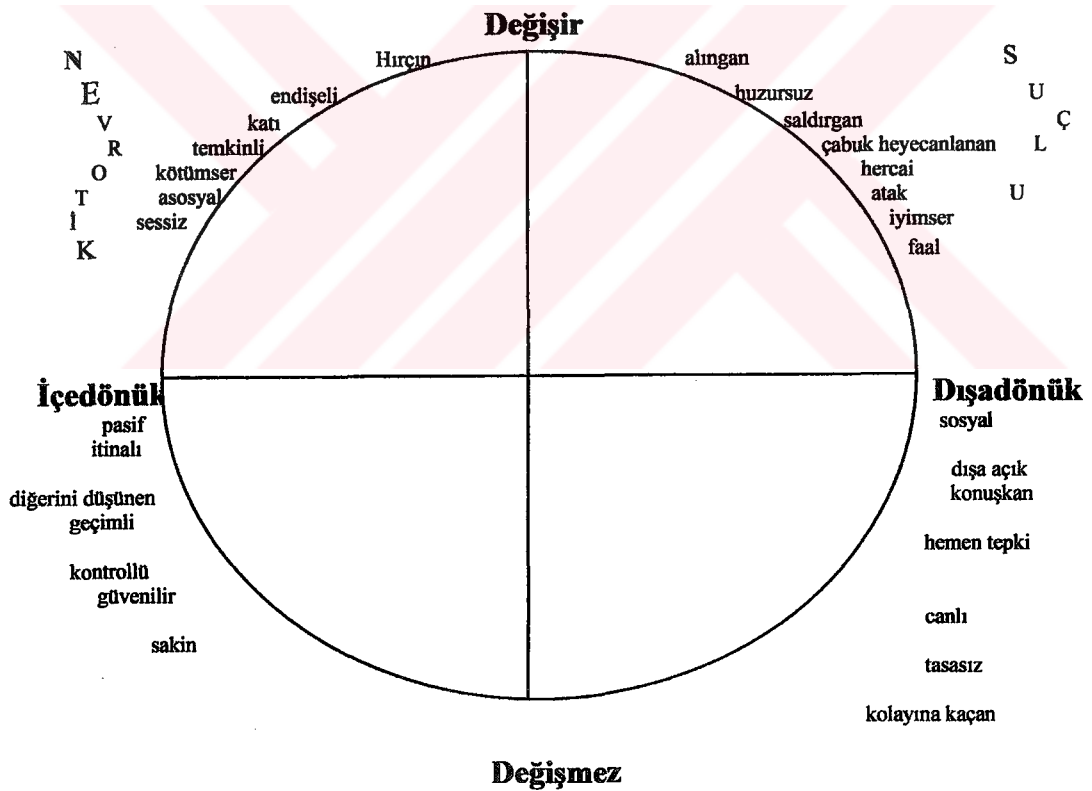 Değişir
NEVROTİK
Hırçın
endişeli
katı
temkinli
kötümser
asosyal
sessiz
alıngan
huzursuz
saldırgan
çabuk heyecanlanan
hercai
atak
iyimser
faal
SUÇLU
İçedönük
pasif
itinalı
diğerini düşünen
geçimli
kontrollü
güvenilir
sakin
Dışadönük
sosyal
dışa açık
konuşkan
hemen tepki
canlı
tasasız
kolayına kaçan
Değişmez